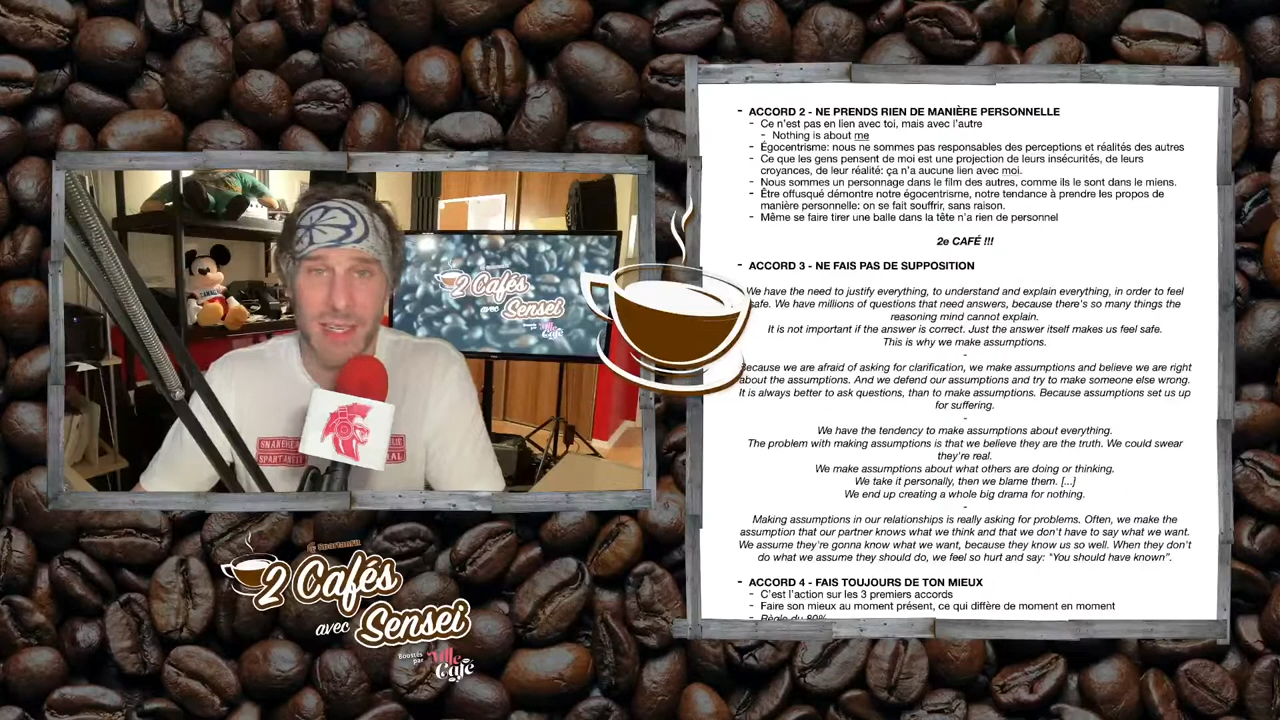 - ACCORD 2 - NE PRENDS RIEN DE MANIÈRE PERSONNELLE
- Ce n'est pas en lien avec toi, mais avec l'autre
- Nothing is about me
- Égocentrisme: nous ne sommes pas responsables des perceptions et réalités des autres
- Ce que les gens pensent de moi est une projection de leurs insécurités, de leurs
croyances, de leur réalité: ça n'a aucune lien avec moi.
- Nous sommes un personnage dans le film des autres, comme ils le sont dans le miens.
- Être offusqué démontre notre égocentrisme, notre tendance à prendre les propos de
manière personnelle: on se fait souffrir, sans raison.
- Même se faire tirer une balle dans la tête n'a rien de personnel
2e CAFÉ !!!
- ACCORD 3 - NE FAIS PAS DE SUPPOSITION
We have the need to justify everything, to understand and explain everything, in order to feel
safe. We have millions of questions that need answers, because there's so many things the
reasoning mind cannot explain.
It is not important if the answer is correct. Just the answer itself makes us feel safe.
This is why we make assumptions.
-
Because we are afraid of asking for clarification, we make assumptions and believe we are right
about the assumptions. And we defend our assumptions and try to make someone else wrong.
It is always better to ask questions, than to make assumptions. Because assumptions set us up
for suffering.
-
We have the tendency to make assumptions about everything.
The problem with making assumptions is that we believe they are the truth. We could swear
they're real.
We make assumptions about what others are doing or thinking.
We take it personally, then we blame them. [...]
We end up creating a whole big drama for nothing.
-
Making assumptions in our relationships is really asking for problems. Often, we make the
assumption that our partner knows what we think and that we don't have to say what we want.
We assume they're gonna know what we want, because they know us so well. When they don't
do what we assume they should do, we feel so hurt and say: "You should have known".
- ACCORD 4 - FAIS TOUJOURS DE TON MIEUX
- C'est l'action sur les 3 premiers accords
- Faire son mieux au moment présent, ce qui diffère de moment en moment
- Règle du 80%
2 Cafés
avec Sensei
SPARTANFIT
2 Cafés
avec Sensei
Boostés
par
Café